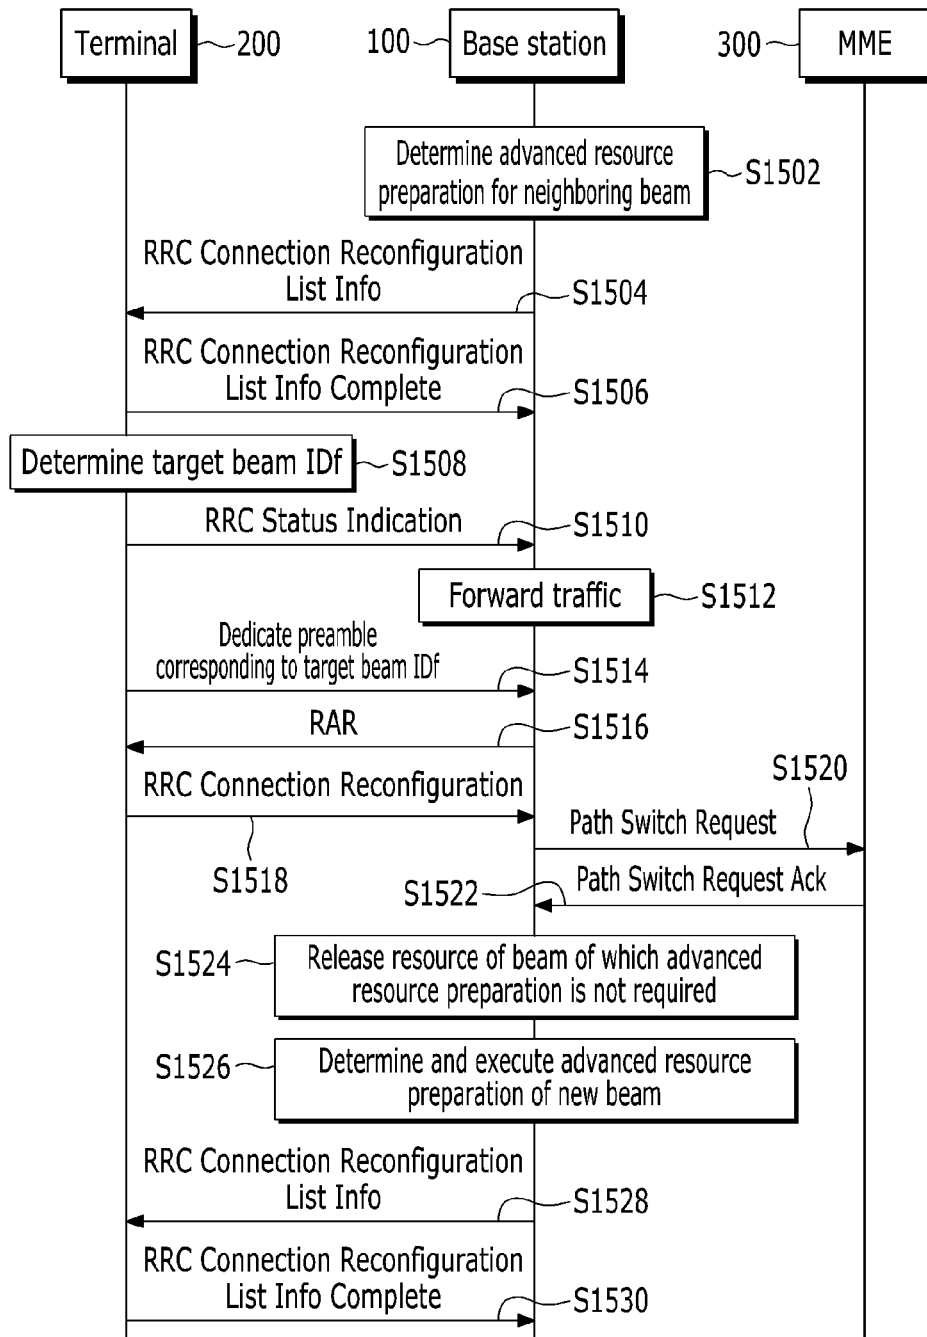 Terminal
200
100
Base station
300
MME
Determine advanced resource
preparation for neighboring beam
S1502
RRC Connection Reconfiguration
List Info
S1504
RRC Connection Reconfiguration
List Info Complete
S1506
Determine target beam IDf
S1508
RRC Status Indication
S1510
Forward traffic
S1512
Dedicate preamble
corresponding to target beam IDf
S1514
RAR
S1516
RRC Connection Reconfiguration
S1518
S1520
Path Switch Request
S1522
Path Switch Request Ack
S1524
Release resource of beam of which advanced
resource preparation is not required
S1526
Determine and execute advanced resource
preparation of new beam
RRC Connection Reconfiguration
List Info
S1528
RRC Connection Reconfiguration
List Info Complete
S1530